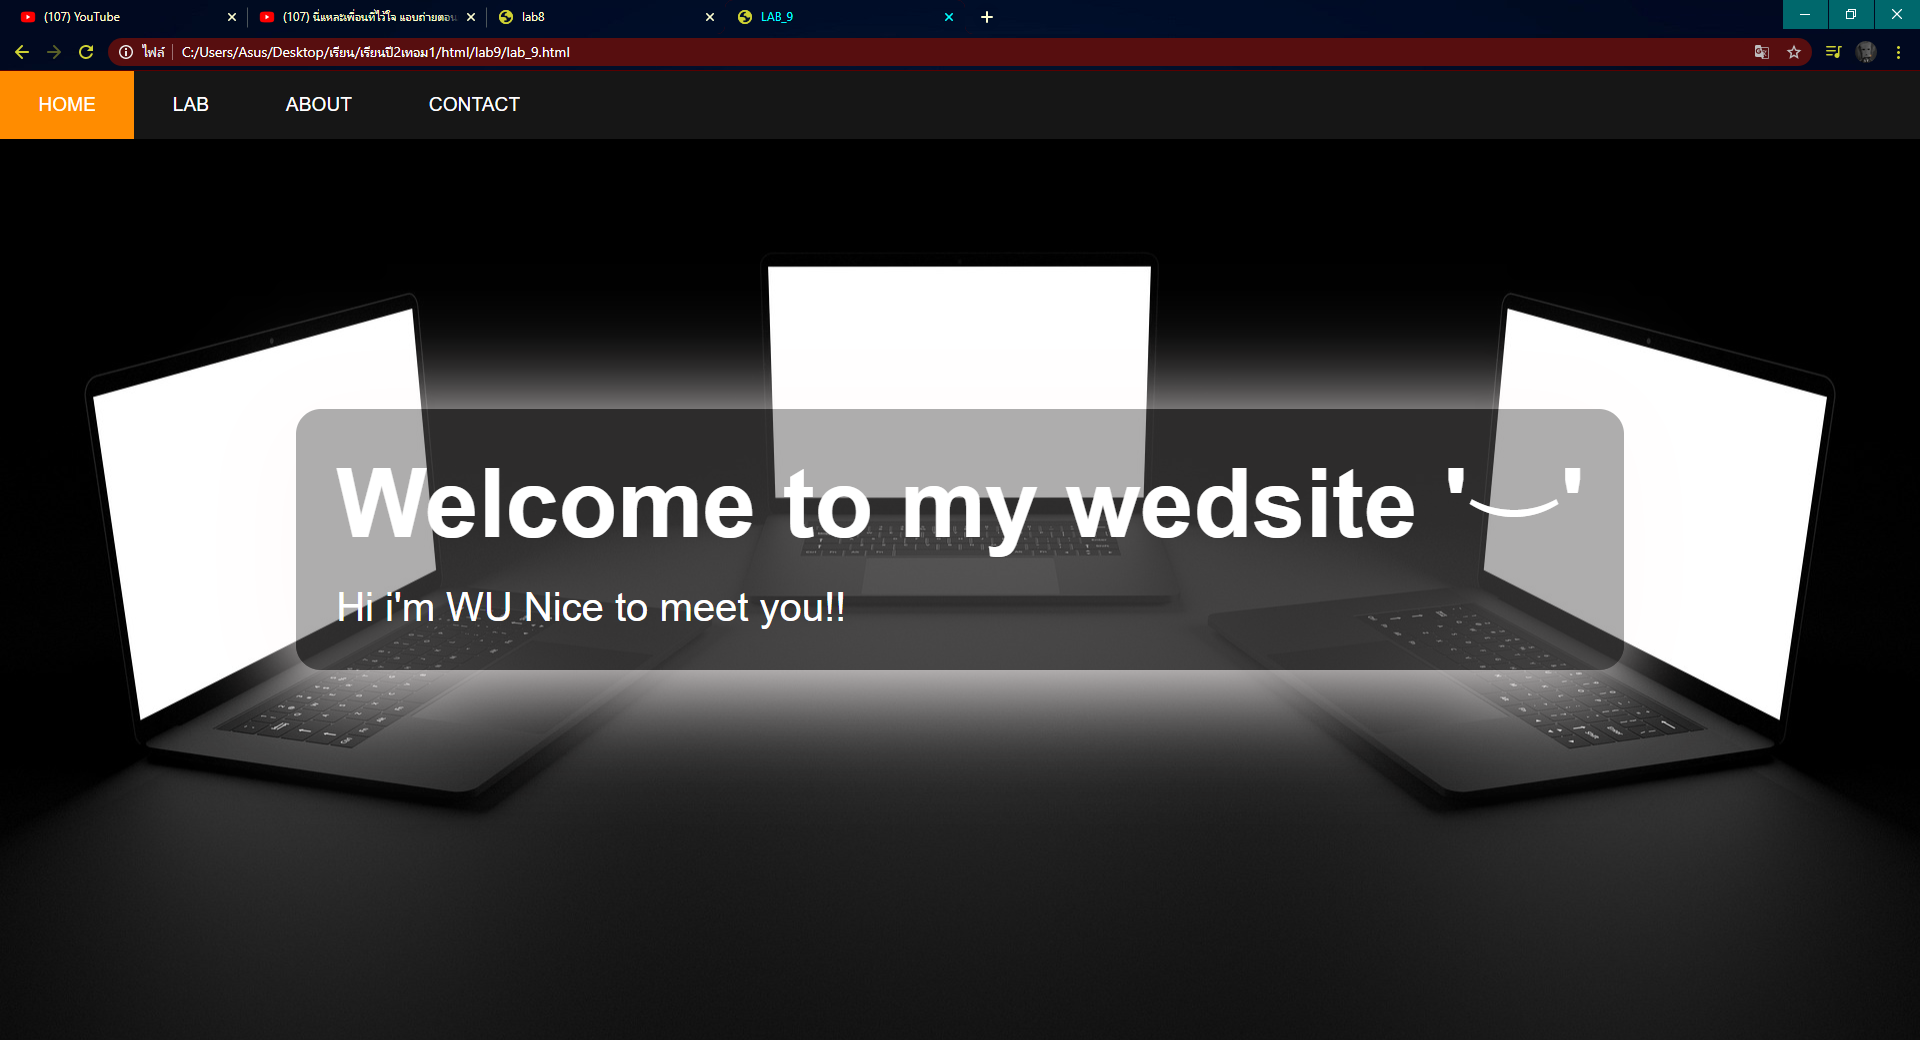 (107) YouTube
(107) นี่แหละเพื่อนที่ไว้ใจ แอบถ่ายตอน
lab8
LAB_9
ไฟล์
C:/Users/Asus/Desktop/เรียน/เรียนปี2เทอม1/html/lab9/lab_9.html
HOME
LAB
ABOUT
CONTACT
Welcome to my wedsite '‿'
Hi i'm WU Nice to meet you!!